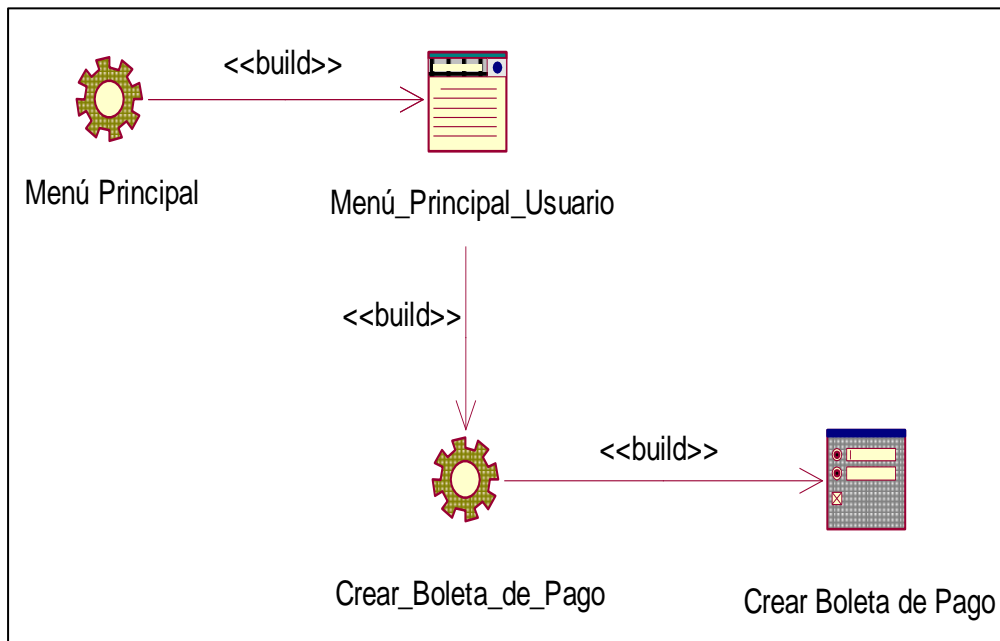 <<build>>
Menú Principal
Menú_Principal_Usuario
<<build>>
<<build>>
Crear_Boleta_de_Pago
Crear Boleta de Pago